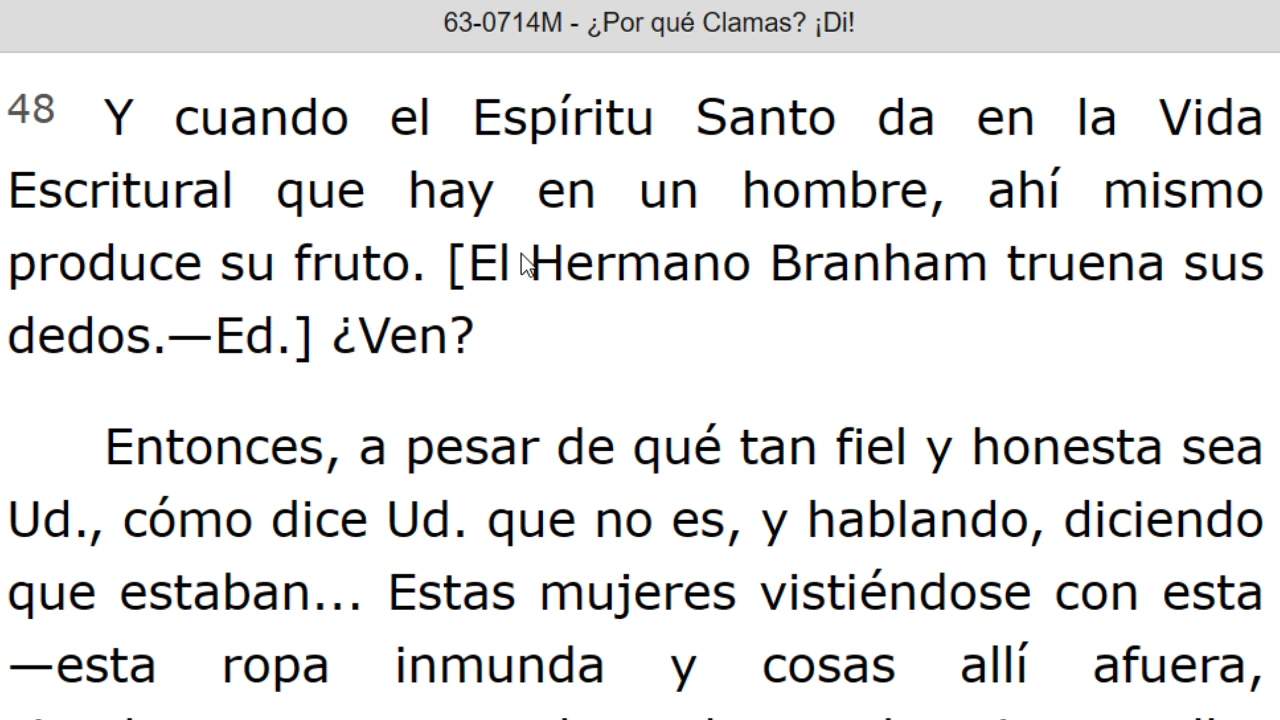 63-0714M - ¿Por qué Clamas? ¡Di!
48 Y cuando el Espíritu Santo da en la Vida
Escritural que hay en un hombre, ahí mismo
produce su fruto. [El Hermano Branham truena sus
dedos.—Ed.] ¿Ven?
Entonces, a pesar de qué tan fiel y honesta sea
Ud., cómo dice Ud. que no es, y hablando, diciendo
que estaban... Estas mujeres vistiéndose con esta
—esta ropa inmunda y cosas allí afuera,